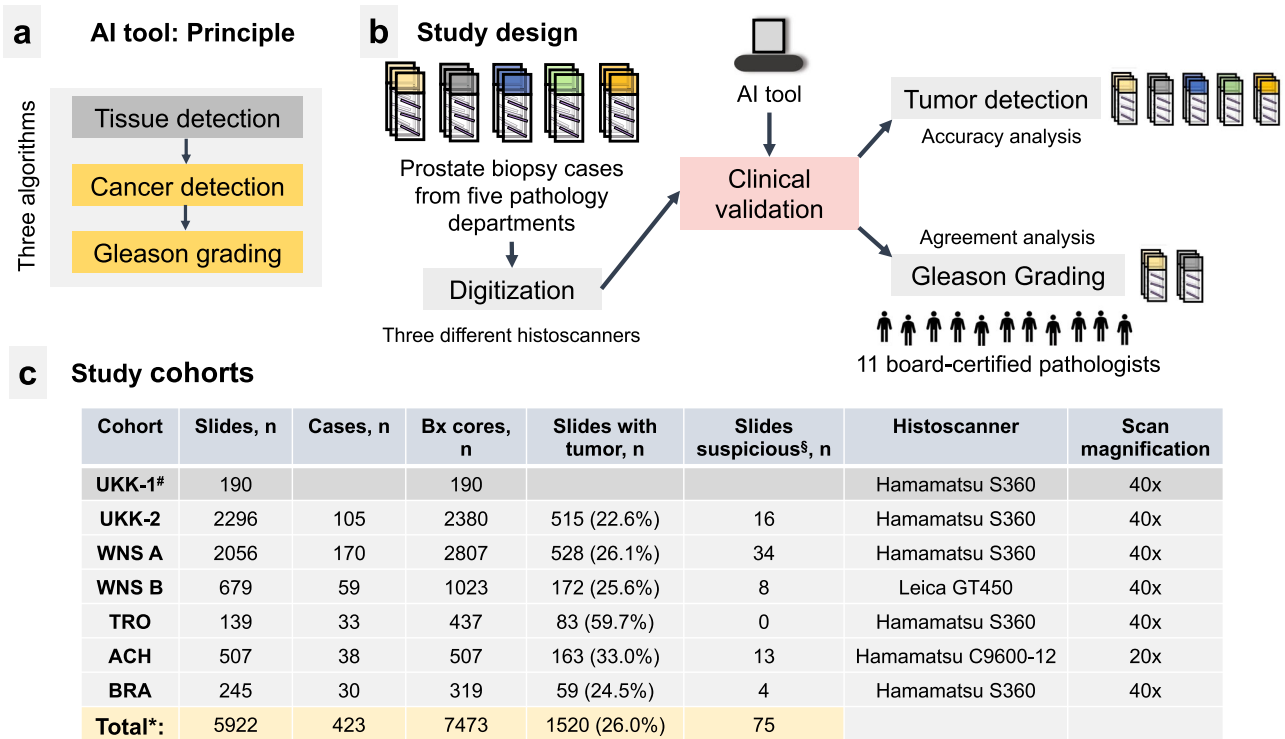 a
AI tool: Principle
Three algorithms
Tissue detection
Cancer detection
Gleason grading
b
Study design
Prostate biopsy cases
from five pathology
departments
Digitization
Three different histoscanners
AI tool
Clinical
validation
Tumor detection
Accuracy analysis
Agreement analysis
Gleason Grading
11 board-certified pathologists
c
Study cohorts
Cohort Slides, n Cases, n Bx cores, n Slides with tumor, n Slides suspicious§, n Histoscanner Scan magnification
UKK-1# 190 190 Hamamatsu S360 40x
UKK-2 2296 105 2380 515 (22.6%) 16 Hamamatsu S360 40x
WNS A 2056 170 2807 528 (26.1%) 34 Hamamatsu S360 40x
WNS B 679 59 1023 172 (25.6%) 8 Leica GT450 40x
TRO 139 33 437 83 (59.7%) 0 Hamamatsu S360 40x
ACH 507 38 507 163 (33.0%) 13 Hamamatsu C9600-12 20x
BRA 245 30 319 59 (24.5%) 4 Hamamatsu S360 40x
Total*: 5922 423 7473 1520 (26.0%) 75